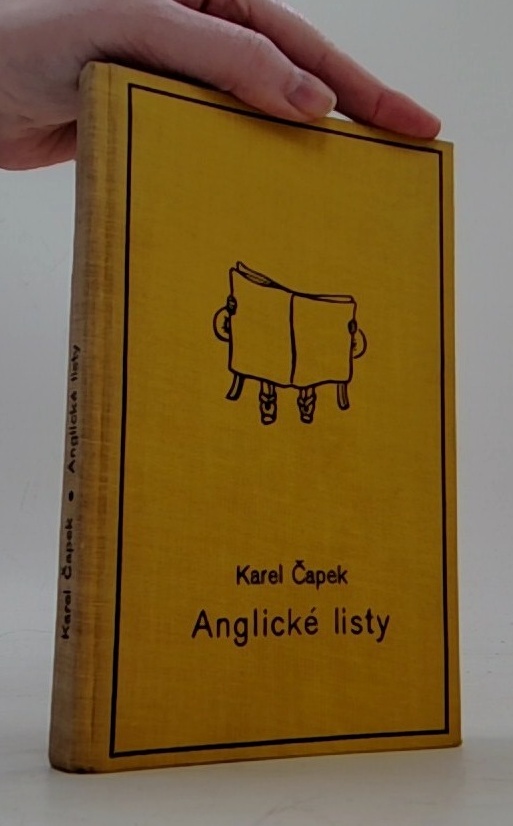 Karel Čapek
Anglické listy
Karel Čapek • Anglické listy